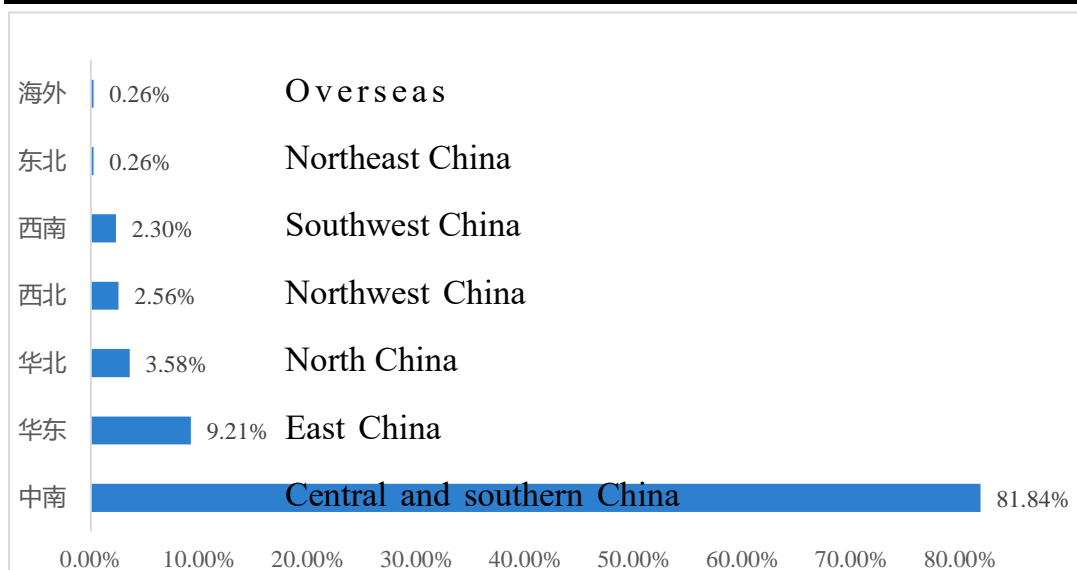 海外 0.26% Overseas
东北 0.26% Northeast China
西南 2.30% Southwest China
西北 2.56% Northwest China
华北 3.58% North China
华东 9.21% East China
中南 Central and southern China 81.84%
0.00% 10.00% 20.00% 30.00% 40.00% 50.00% 60.00% 70.00% 80.00%